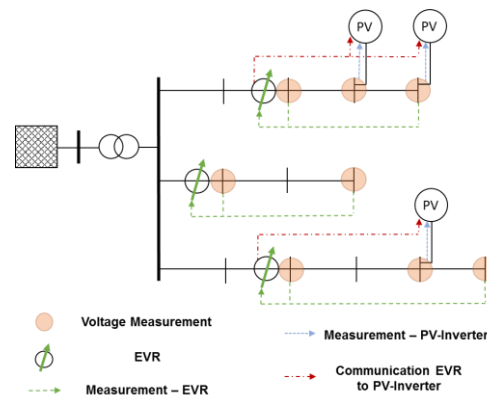 PV PV
PV
Voltage Measurement
EVR
Measurement – EVR
Measurement – PV-Inverter
Communication EVR
to PV-Inverter